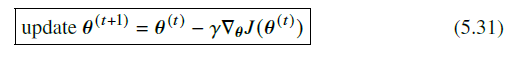 update θ^(t+1) = θ^(t) − γ∇_θ J(θ^(t)) (5.31)